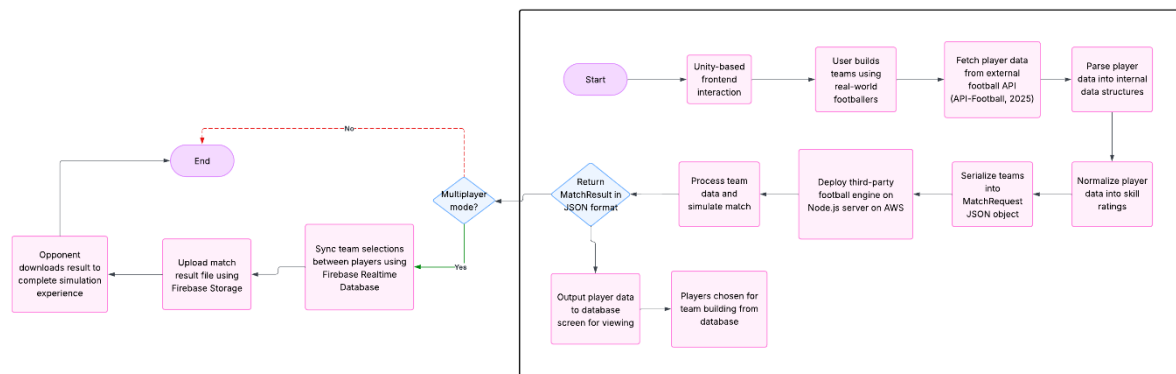 Start
Unity-based
frontend
interaction
User builds
teams using
real-world
footballers
Fetch player data
from external
football API
(API-Football, 2025)
Parse player
data into internal
data structures
Normalize player
data into skill
ratings
Serialize teams
into
MatchRequest
JSON object
Deploy third-party
football engine on
Node.js server on AWS
Process team
data and
simulate match
Return
MatchResult in
JSON format
Output player data
to database
screen for viewing
Players chosen for
team building from
database
Multiplayer
mode?
No
End
Yes
Sync team selections
between players using
Firebase Realtime
Database
Upload match
result file using
Firebase Storage
Opponent
downloads result to
complete simulation
experience